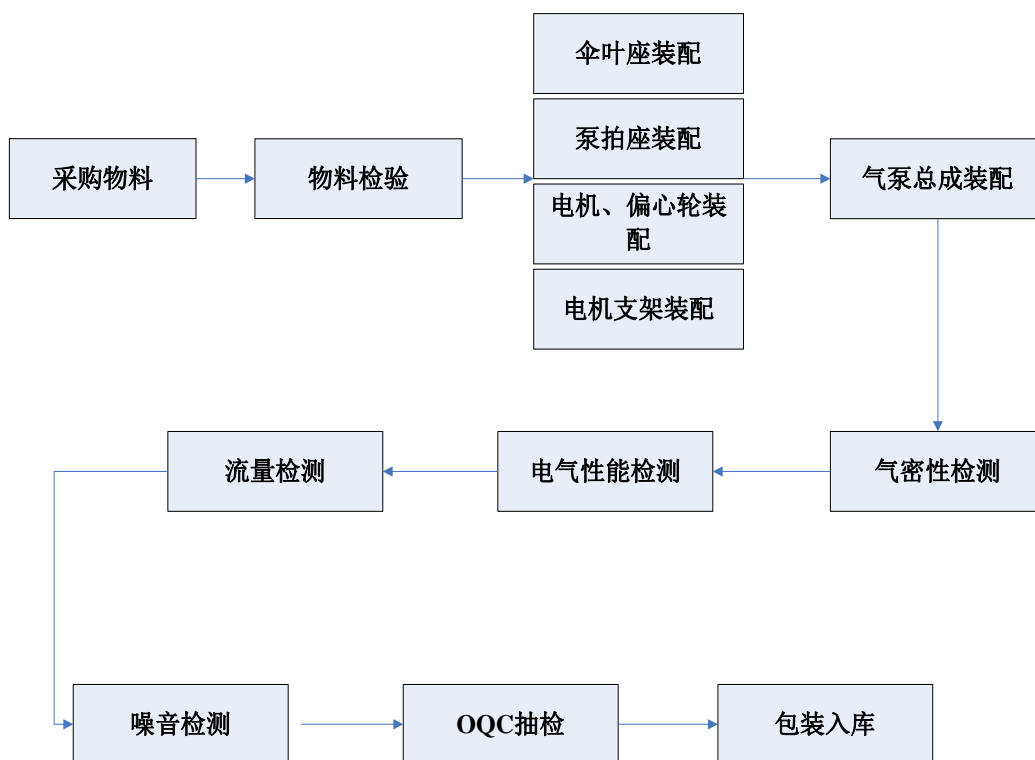 采购物料
物料检验
伞叶座装配
泵拍座装配
电机、偏心轮装
配
电机支架装配
气泵总成装配
气密性检测
电气性能检测
流量检测
噪音检测
OQC抽检
包装入库